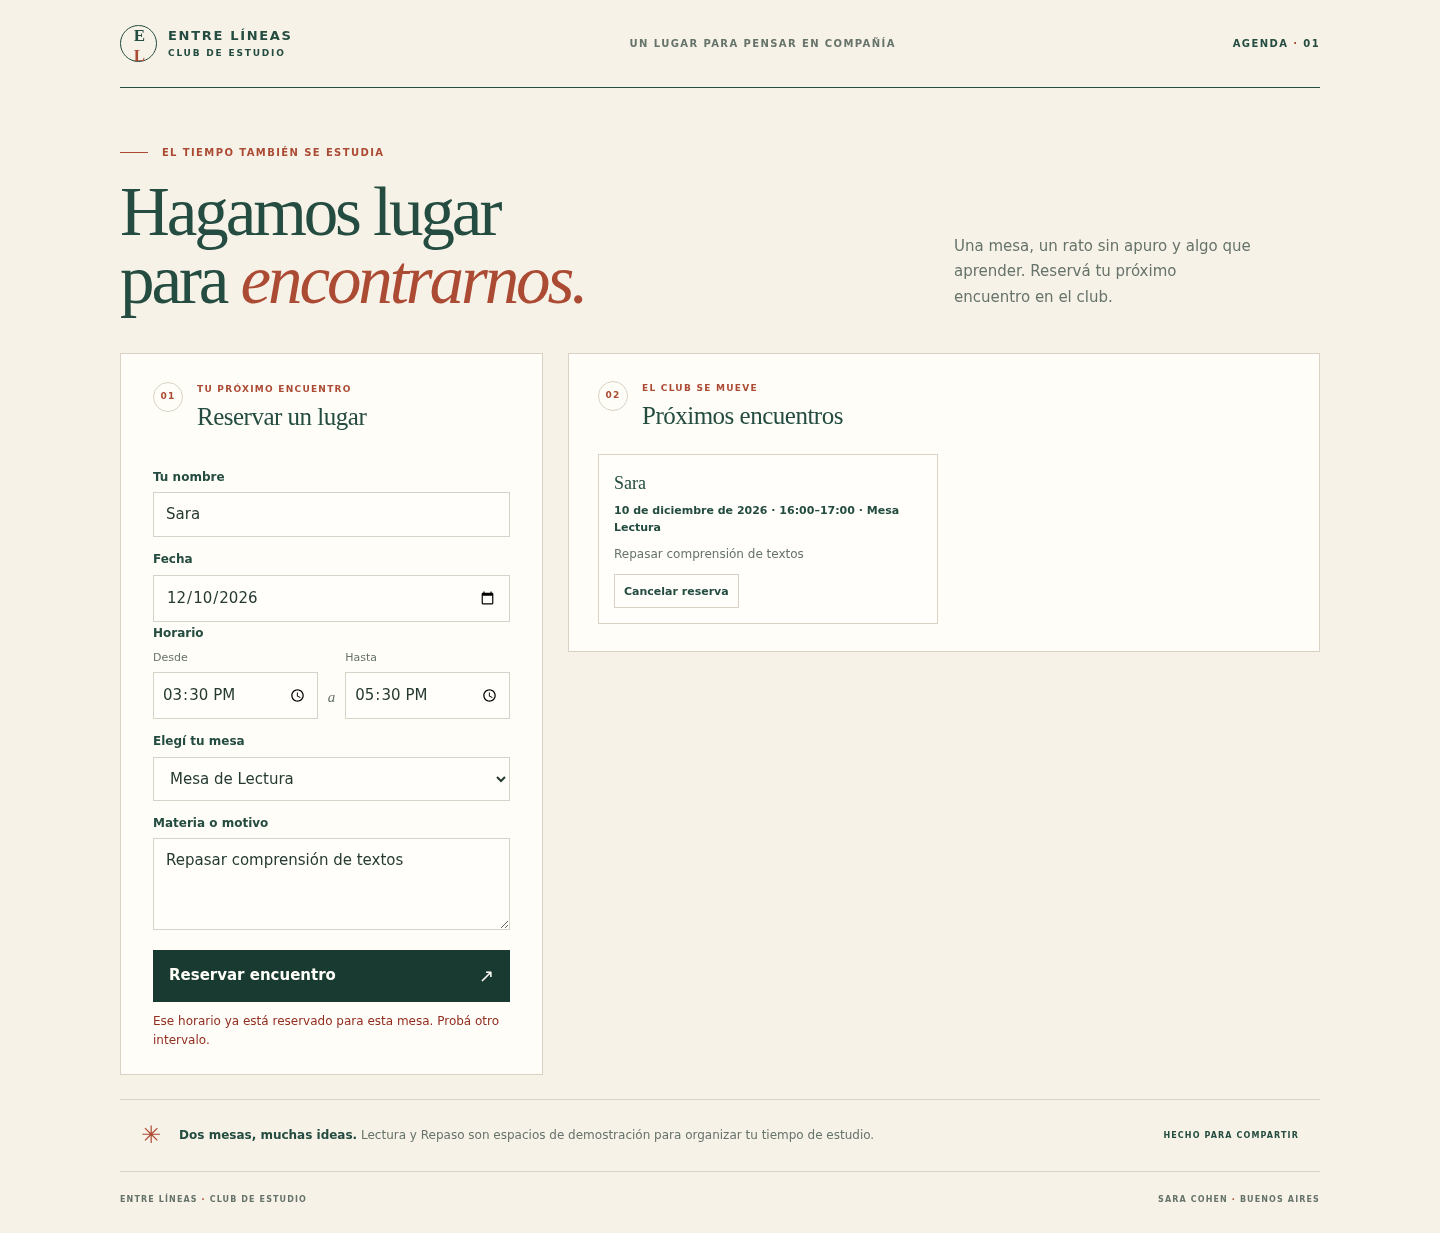 E
L
ENTRE LÍNEAS
CLUB DE ESTUDIO
UN LUGAR PARA PENSAR EN COMPAÑÍA
AGENDA · 01
EL TIEMPO TAMBIÉN SE ESTUDIA
Hagamos lugar
para encontrarnos.
Una mesa, un rato sin apuro y algo que
aprender. Reservá tu próximo
encuentro en el club.
01
TU PRÓXIMO ENCUENTRO
Reservar un lugar
Tu nombre
Sara
Fecha
12/10/2026
Horario
Desde
Hasta
03:30 PM
a
05:30 PM
Elegí tu mesa
Mesa de Lectura
Materia o motivo
Repasar comprensión de textos
Reservar encuentro ↗
Ese horario ya está reservado para esta mesa. Probá otro
intervalo.
02
EL CLUB SE MUEVE
Próximos encuentros
Sara
10 de diciembre de 2026 · 16:00–17:00 · Mesa
Lectura
Repasar comprensión de textos
Cancelar reserva
Dos mesas, muchas ideas. Lectura y Repaso son espacios de demostración para organizar tu tiempo de estudio.
HECHO PARA COMPARTIR
ENTRE LÍNEAS · CLUB DE ESTUDIO
SARA COHEN · BUENOS AIRES